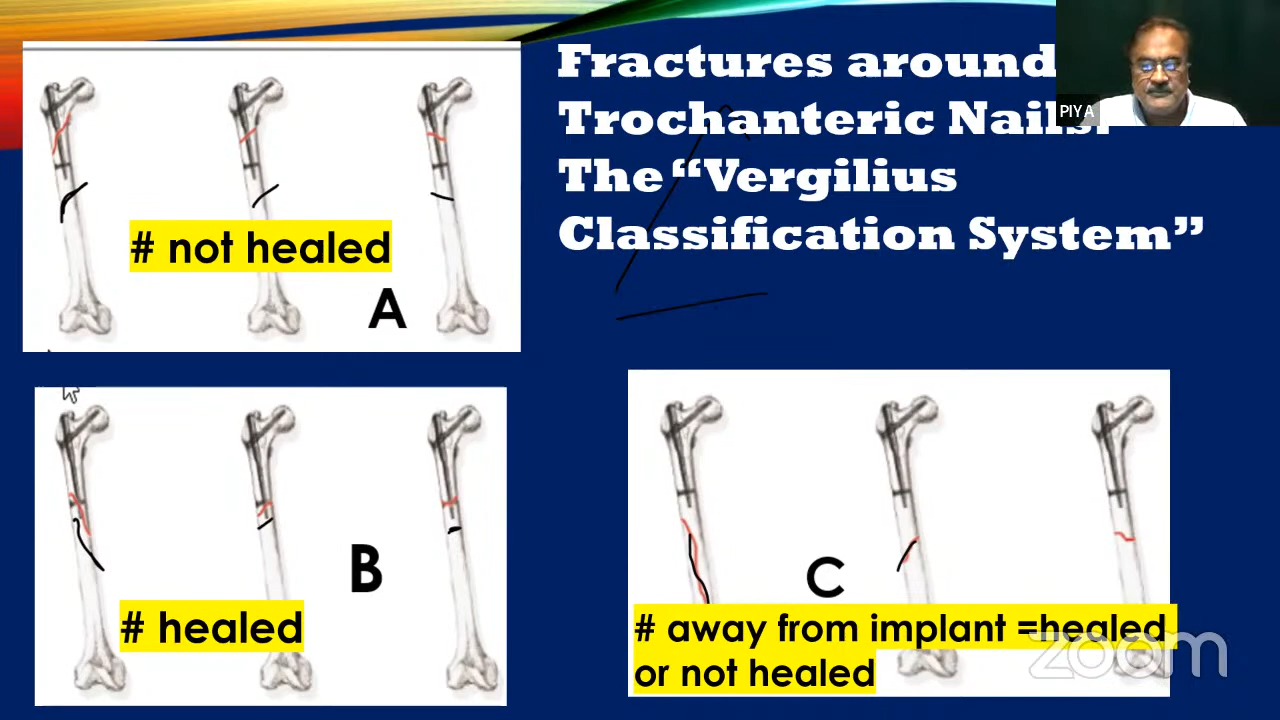 Fractures around
Trochanteric Nails:
The “Vergilius
Classification System”
PIYA
# not healed
A
# healed
B
C
# away from implant =healed
or not healed
zoom